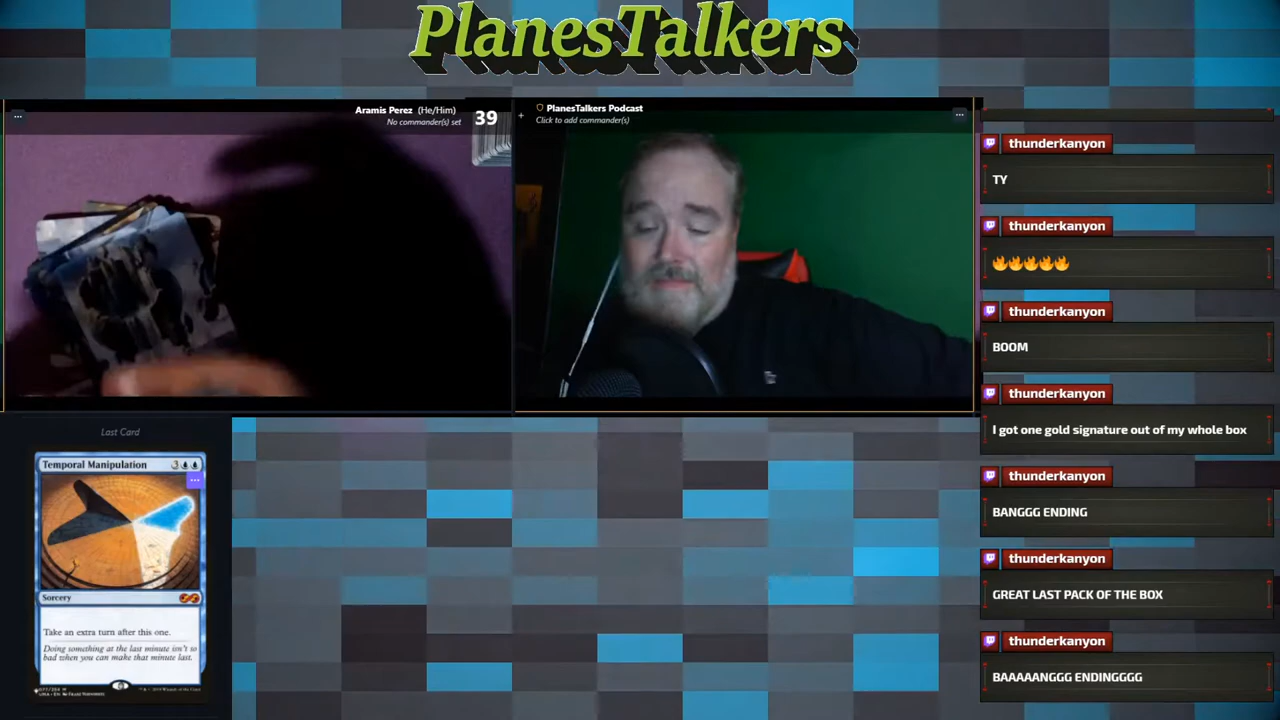 PlanesTalkers
Aramis Perez (He/Him)
No commander(s) set
39
PlanesTalkers Podcast
Click to add commander(s)
Last Card
Temporal Manipulation 3
Sorcery
Take an extra turn after this one.
Doing something at the last minute isn't so
bad when you can make that minute last.
thunderkanyon
TY
thunderkanyon
🔥🔥🔥🔥🔥
thunderkanyon
BOOM
thunderkanyon
I got one gold signature out of my whole box
thunderkanyon
BANGGG ENDING
thunderkanyon
GREAT LAST PACK OF THE BOX
thunderkanyon
BAAAAANGGG ENDINGGGG